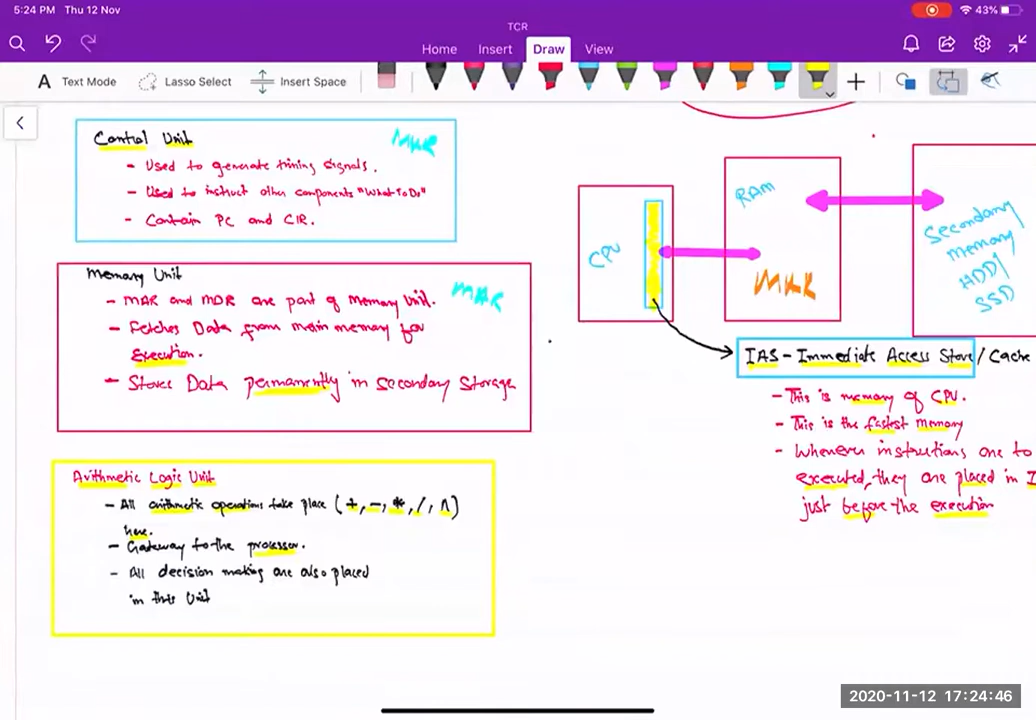 5:24 PM Thu 12 Nov
43%
TCR
Home Insert Draw View
A Text Mode Lasso Select Insert Space
Control Unit
MHR
- Used to generate timing signals.
- Used to instruct other components "What To Do"
- Contain PC and CIR.
Memory Unit
MHR
- MAR and MDR are part of Memory Unit.
- Fetches Data from main memory for
Execution.
- Stores Data permanently in Secondary Storage
Arithmetic Logic Unit
- All arithmetic operations take place (+, -, *, /, ^)
here.
- Gateway to the processor.
- All decision making are also placed
in this Unit
CPU
RAM
MHR
Secondary
Memory
HDD/
SSD
IAS - Immediate Access Store / Cache
- This is memory of CPU.
- This is the fastest memory
- Whenever instructions are to
executed, they are placed in I
just before the execution
2020-11-12 17:24:46